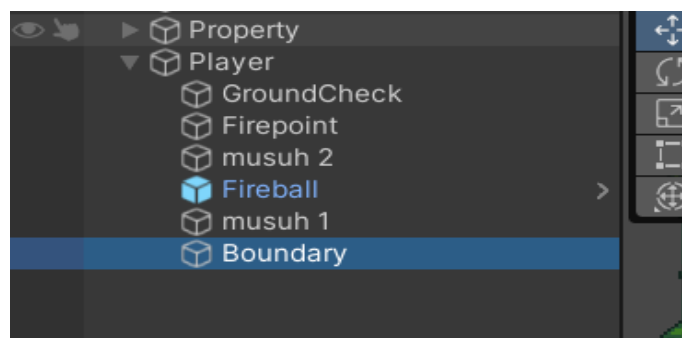 Property
Player
GroundCheck
Firepoint
musuh 2
Fireball
musuh 1
Boundary